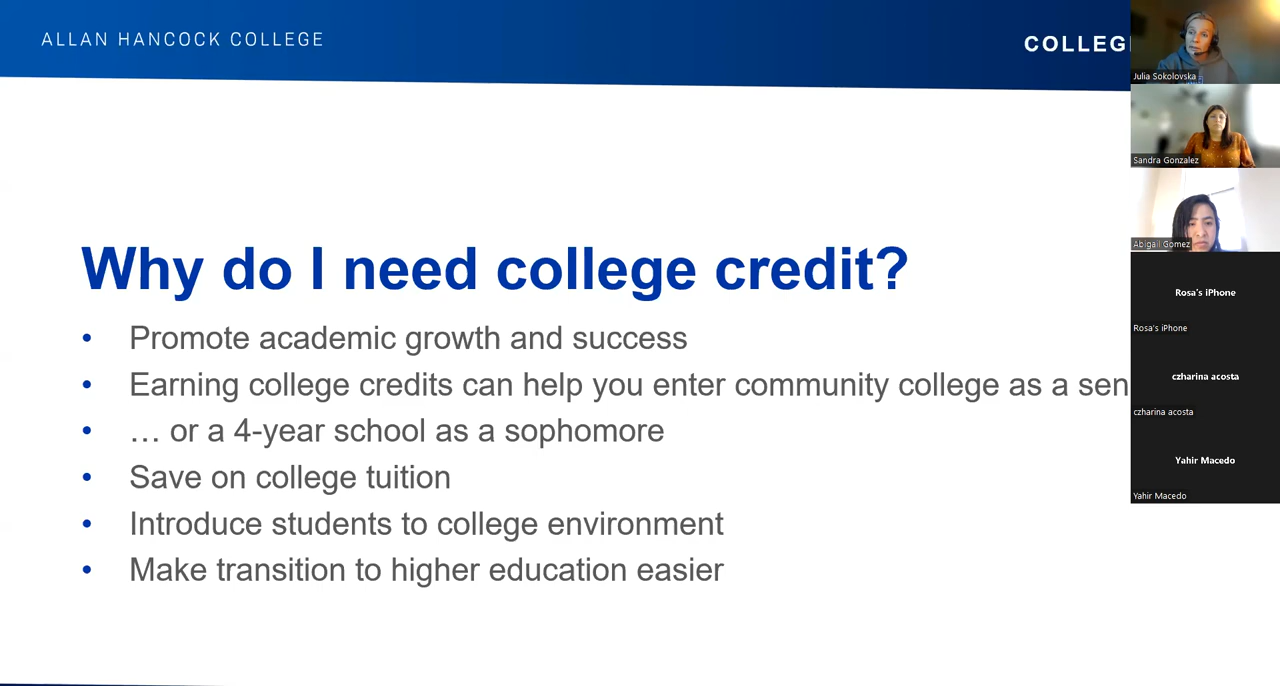 ALLAN HANCOCK COLLEGE
COLLEG
Why do I need college credit?
• Promote academic growth and success
• Earning college credits can help you enter community college as a sen
• … or a 4-year school as a sophomore
• Save on college tuition
• Introduce students to college environment
• Make transition to higher education easier
Julia Sokolovska
Sandra Gonzalez
Abigail Gomez
Rosa's iPhone
Rosa's iPhone
czharina acosta
czharina acosta
Yahir Macedo
Yahir Macedo